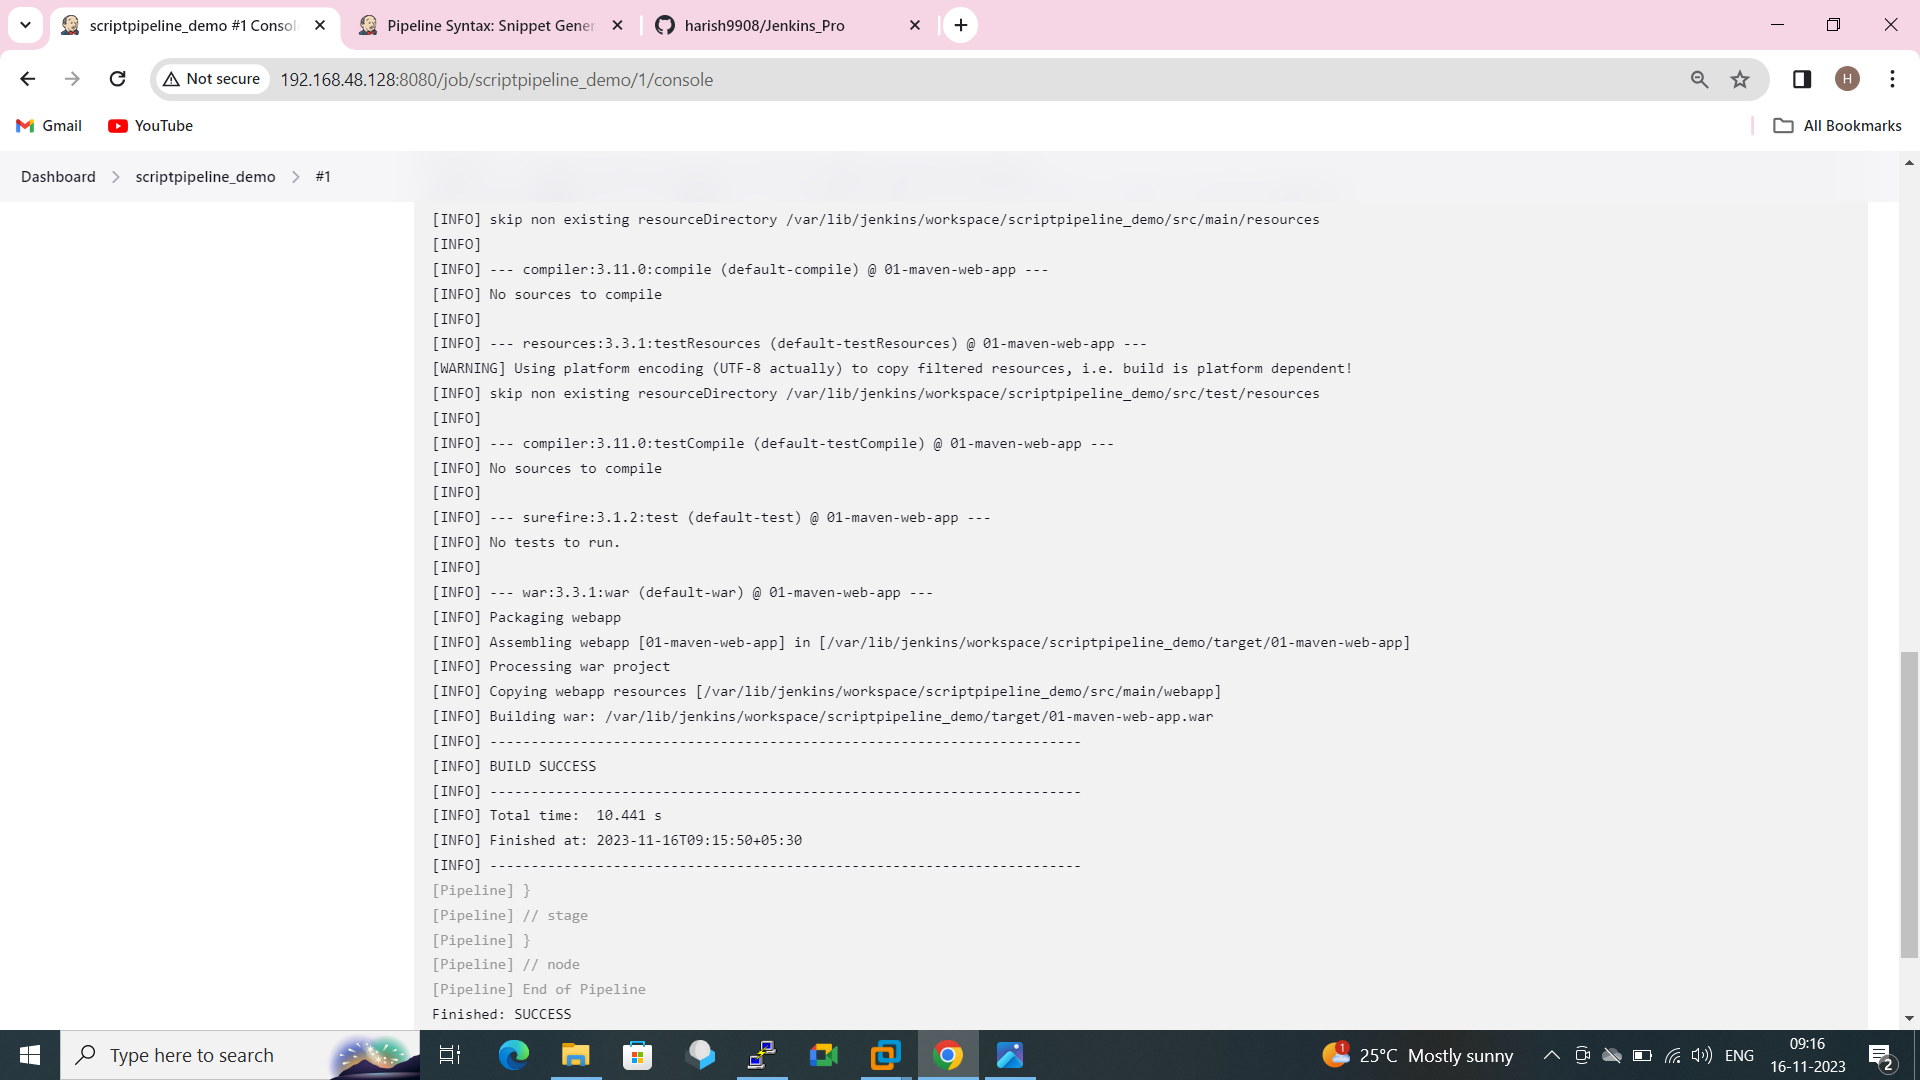 scriptpipeline_demo #1 Consol
Pipeline Syntax: Snippet Gener
harish9908/Jenkins_Pro
Not secure
192.168.48.128:8080/job/scriptpipeline_demo/1/console
H
Gmail
YouTube
All Bookmarks
Dashboard
scriptpipeline_demo
#1
[INFO] skip non existing resourceDirectory /var/lib/jenkins/workspace/scriptpipeline_demo/src/main/resources
[INFO]
[INFO] --- compiler:3.11.0:compile (default-compile) @ 01-maven-web-app ---
[INFO] No sources to compile
[INFO]
[INFO] --- resources:3.3.1:testResources (default-testResources) @ 01-maven-web-app ---
[WARNING] Using platform encoding (UTF-8 actually) to copy filtered resources, i.e. build is platform dependent!
[INFO] skip non existing resourceDirectory /var/lib/jenkins/workspace/scriptpipeline_demo/src/test/resources
[INFO]
[INFO] --- compiler:3.11.0:testCompile (default-testCompile) @ 01-maven-web-app ---
[INFO] No sources to compile
[INFO]
[INFO] --- surefire:3.1.2:test (default-test) @ 01-maven-web-app ---
[INFO] No tests to run.
[INFO]
[INFO] --- war:3.3.1:war (default-war) @ 01-maven-web-app ---
[INFO] Packaging webapp
[INFO] Assembling webapp [01-maven-web-app] in [/var/lib/jenkins/workspace/scriptpipeline_demo/target/01-maven-web-app]
[INFO] Processing war project
[INFO] Copying webapp resources [/var/lib/jenkins/workspace/scriptpipeline_demo/src/main/webapp]
[INFO] Building war: /var/lib/jenkins/workspace/scriptpipeline_demo/target/01-maven-web-app.war
[INFO] ------------------------------------------------------------------------
[INFO] BUILD SUCCESS
[INFO] ------------------------------------------------------------------------
[INFO] Total time:  10.441 s
[INFO] Finished at: 2023-11-16T09:15:50+05:30
[INFO] ------------------------------------------------------------------------
[Pipeline] }
[Pipeline] // stage
[Pipeline] }
[Pipeline] // node
[Pipeline] End of Pipeline
Finished: SUCCESS
Type here to search
1
25°C Mostly sunny
ENG
09:16
16-11-2023
2